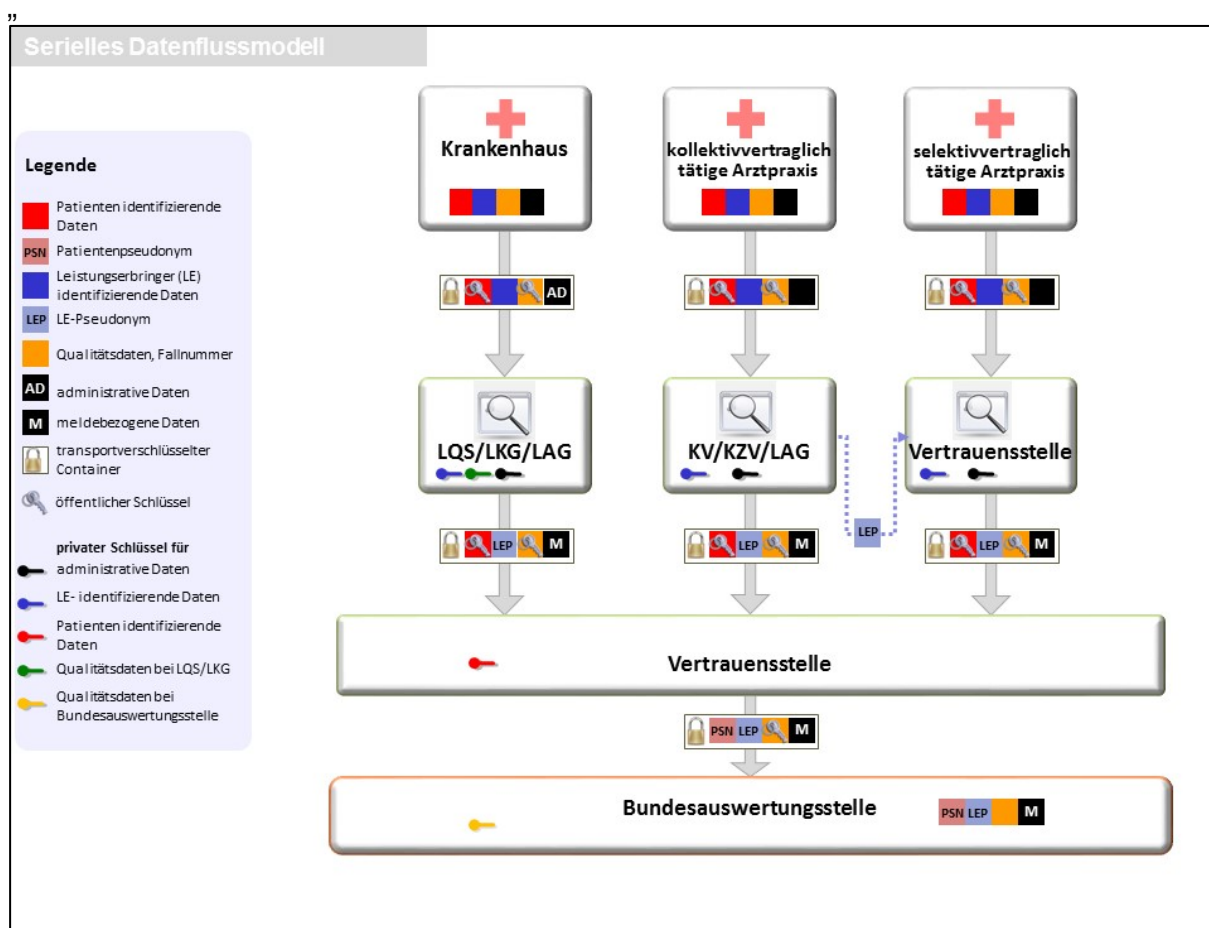 „
Serielles Datenflussmodell
Legende
Patienten identifizierende
Daten
PSN Patientenpseudonym
Leistungserbringer (LE)
identifizierende Daten
LEP LE-Pseudonym
Qualitätsdaten, Fallnummer
AD administrative Daten
M meldebezogene Daten
transportverschlüsselter
Container
öffentlicher Schlüssel
privater Schlüssel für
administrative Daten
LE- identifizierende Daten
Patienten identifizierende
Daten
Qualitätsdaten bei LQS/LKG
Qualitätsdaten bei
Bundesauswertungsstelle
Krankenhaus
kollektivvertraglich
tätige Arztpraxis
selektivvertraglich
tätige Arztpraxis
AD
LQS/LKG/LAG
KV/KZV/LAG
Vertrauensstelle
LEP M
LEP M
LEP
LEP M
Vertrauensstelle
PSN LEP M
Bundesauswertungsstelle
PSN LEP M